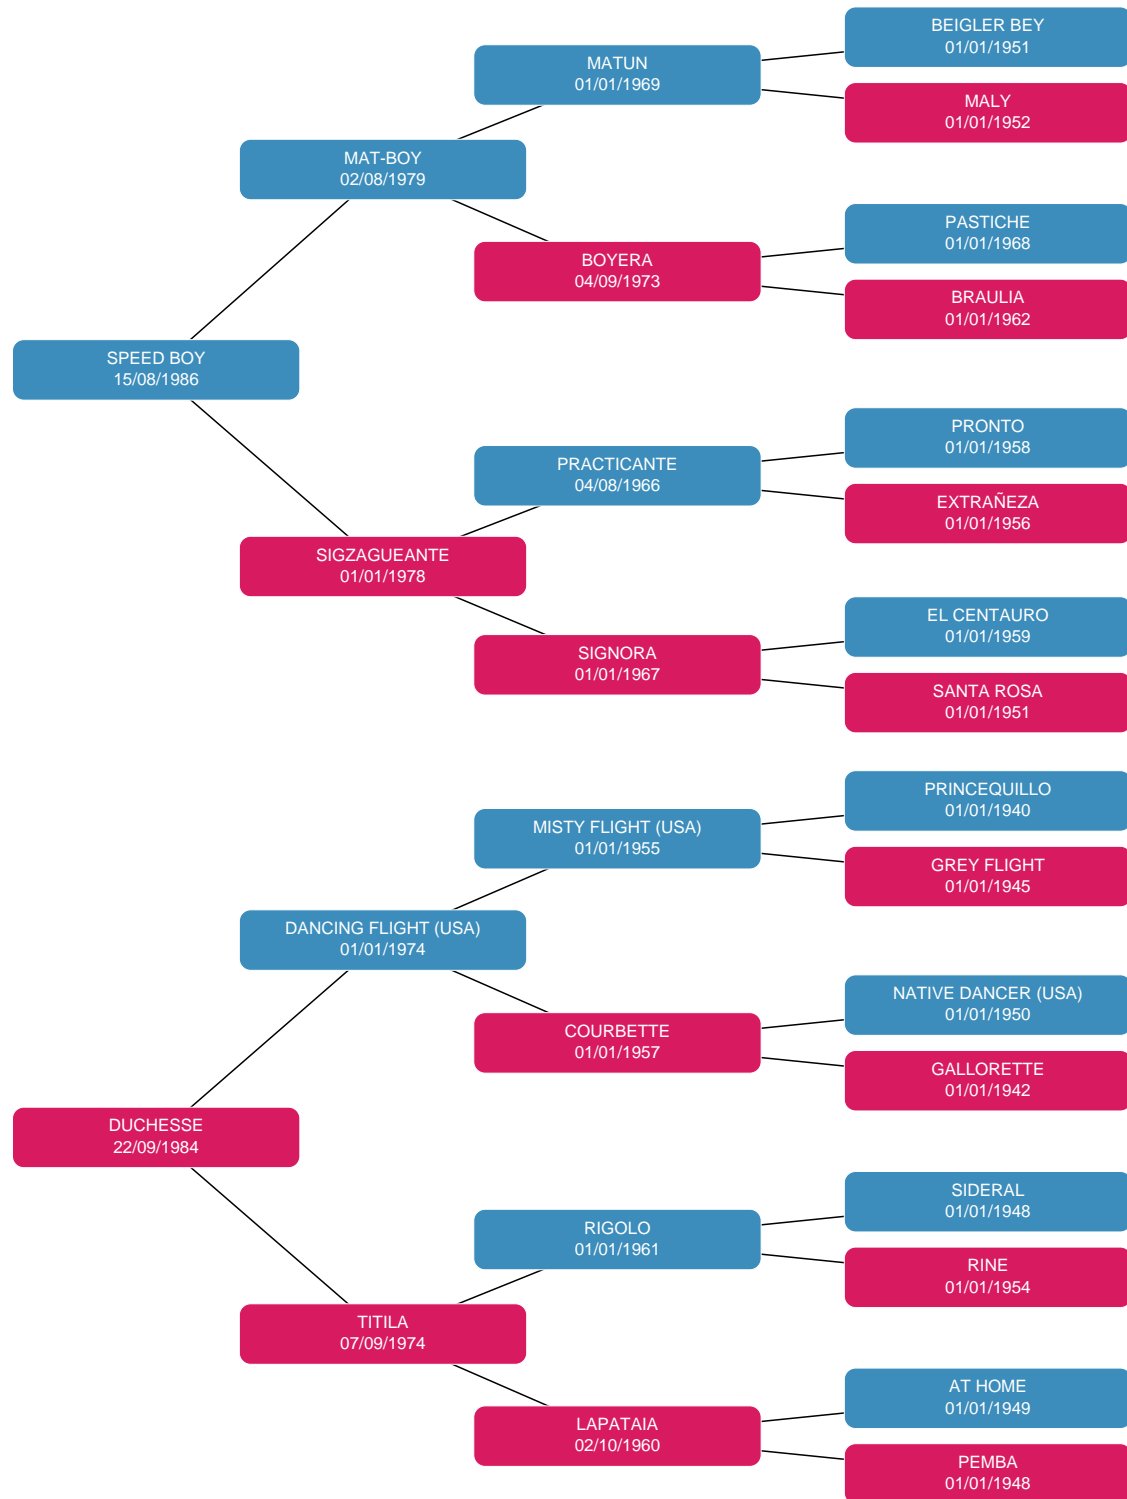 BEIGLER BEY
01/01/1951
MATUN
01/01/1969
MALY
01/01/1952
MAT-BOY
02/08/1979
PASTICHE
01/01/1968
BOYERA
04/09/1973
BRAULIA
01/01/1962
SPEED BOY
15/08/1986
PRONTO
01/01/1958
PRACTICANTE
04/08/1966
EXTRAÑEZA
01/01/1956
SIGZAGUEANTE
01/01/1978
EL CENTAURO
01/01/1959
SIGNORA
01/01/1967
SANTA ROSA
01/01/1951
PRINCEQUILLO
01/01/1940
MISTY FLIGHT (USA)
01/01/1955
GREY FLIGHT
01/01/1945
DANCING FLIGHT (USA)
01/01/1974
NATIVE DANCER (USA)
01/01/1950
COURBETTE
01/01/1957
GALLORETTE
01/01/1942
DUCHESSE
22/09/1984
SIDERAL
01/01/1948
RIGOLO
01/01/1961
RINE
01/01/1954
TITILA
07/09/1974
AT HOME
01/01/1949
LAPATAIA
02/10/1960
PEMBA
01/01/1948